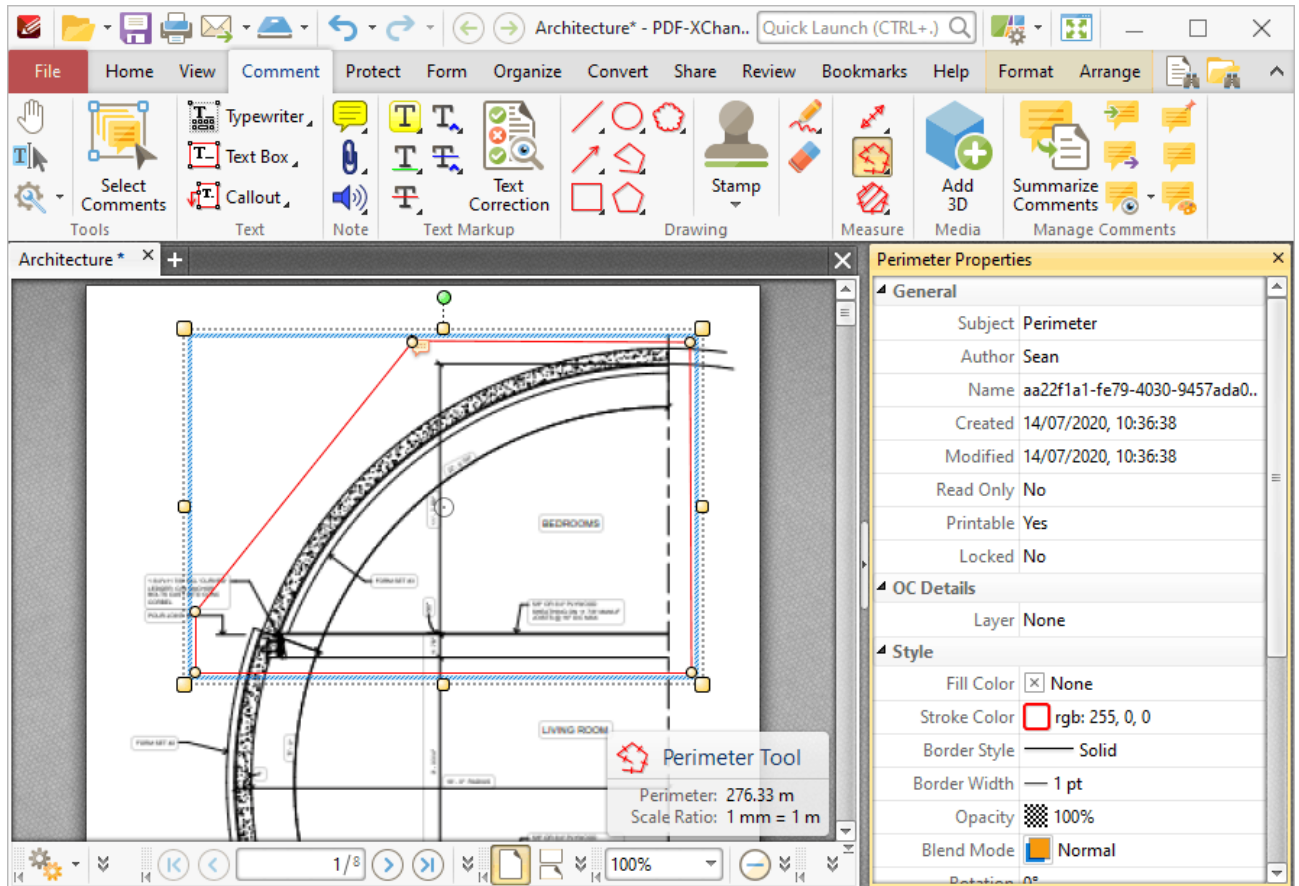 Architecture* - PDF-XChan..
Quick Launch (CTRL+.)
File Home View Comment Protect Form Organize Convert Share Review Bookmarks Help Format Arrange
Typewriter
Text Box
Callout
Select
Comments
Text
Correction
Stamp
Add
3D
Summarize
Comments
Tools Text Note Text Markup Drawing Measure Media Manage Comments
Architecture *
Perimeter Properties
General
Subject Perimeter
Author Sean
Name aa22f1a1-fe79-4030-9457ada0..
Created 14/07/2020, 10:36:38
Modified 14/07/2020, 10:36:38
Read Only No
Printable Yes
Locked No
OC Details
Layer None
Style
Fill Color None
Stroke Color rgb: 255, 0, 0
Border Style Solid
Border Width 1 pt
Opacity 100%
Blend Mode Normal
Rotation 0°
BEDROOMS
LIVING ROOM
Perimeter Tool
Perimeter: 276.33 m
Scale Ratio: 1 mm = 1 m
1/8
100%